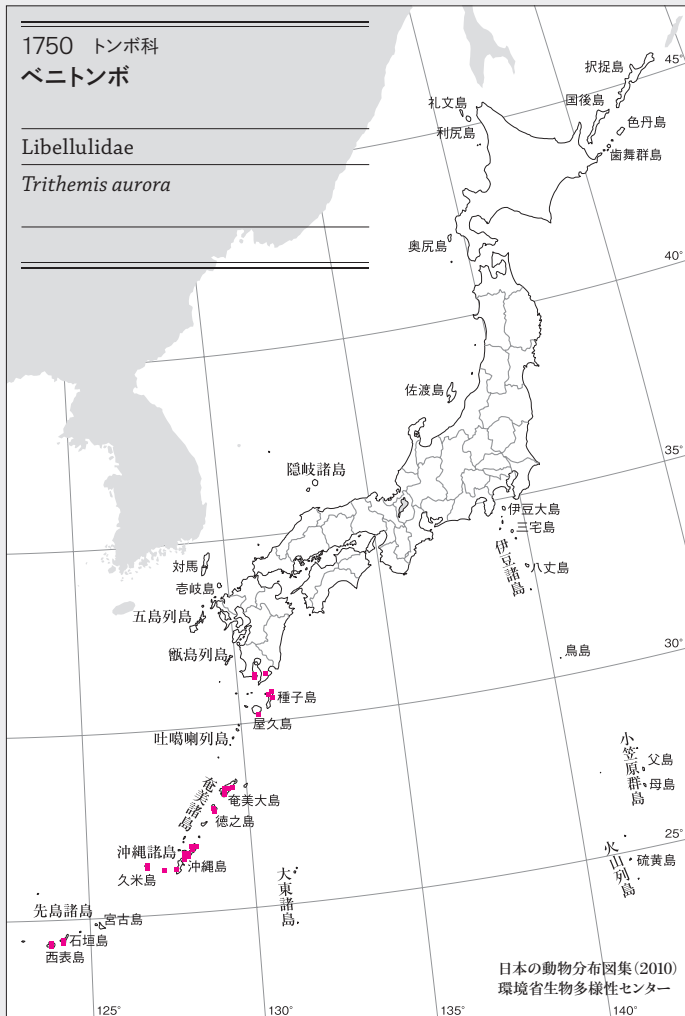 1750 トンボ科
ベニトンボ
Libellulidae
Trithemis aurora
択捉島
45°
国後島
礼文島
色丹島
利尻島
歯舞群島
奥尻島
40°
佐渡島
35°
隠岐諸島
伊豆大島
三宅島
伊豆諸島
八丈島
対馬
壱岐島
五島列島
甑島列島
鳥島
30°
種子島
屋久島
吐噶喇列島
小笠原群島
父島
母島
奄美諸島
奄美大島
徳之島
25°
沖縄諸島
沖縄島
久米島
火山列島
硫黄島
大東諸島
先島諸島
宮古島
石垣島
西表島
日本の動物分布図集(2010)
環境省生物多様性センター
125°
130°
135°
140°